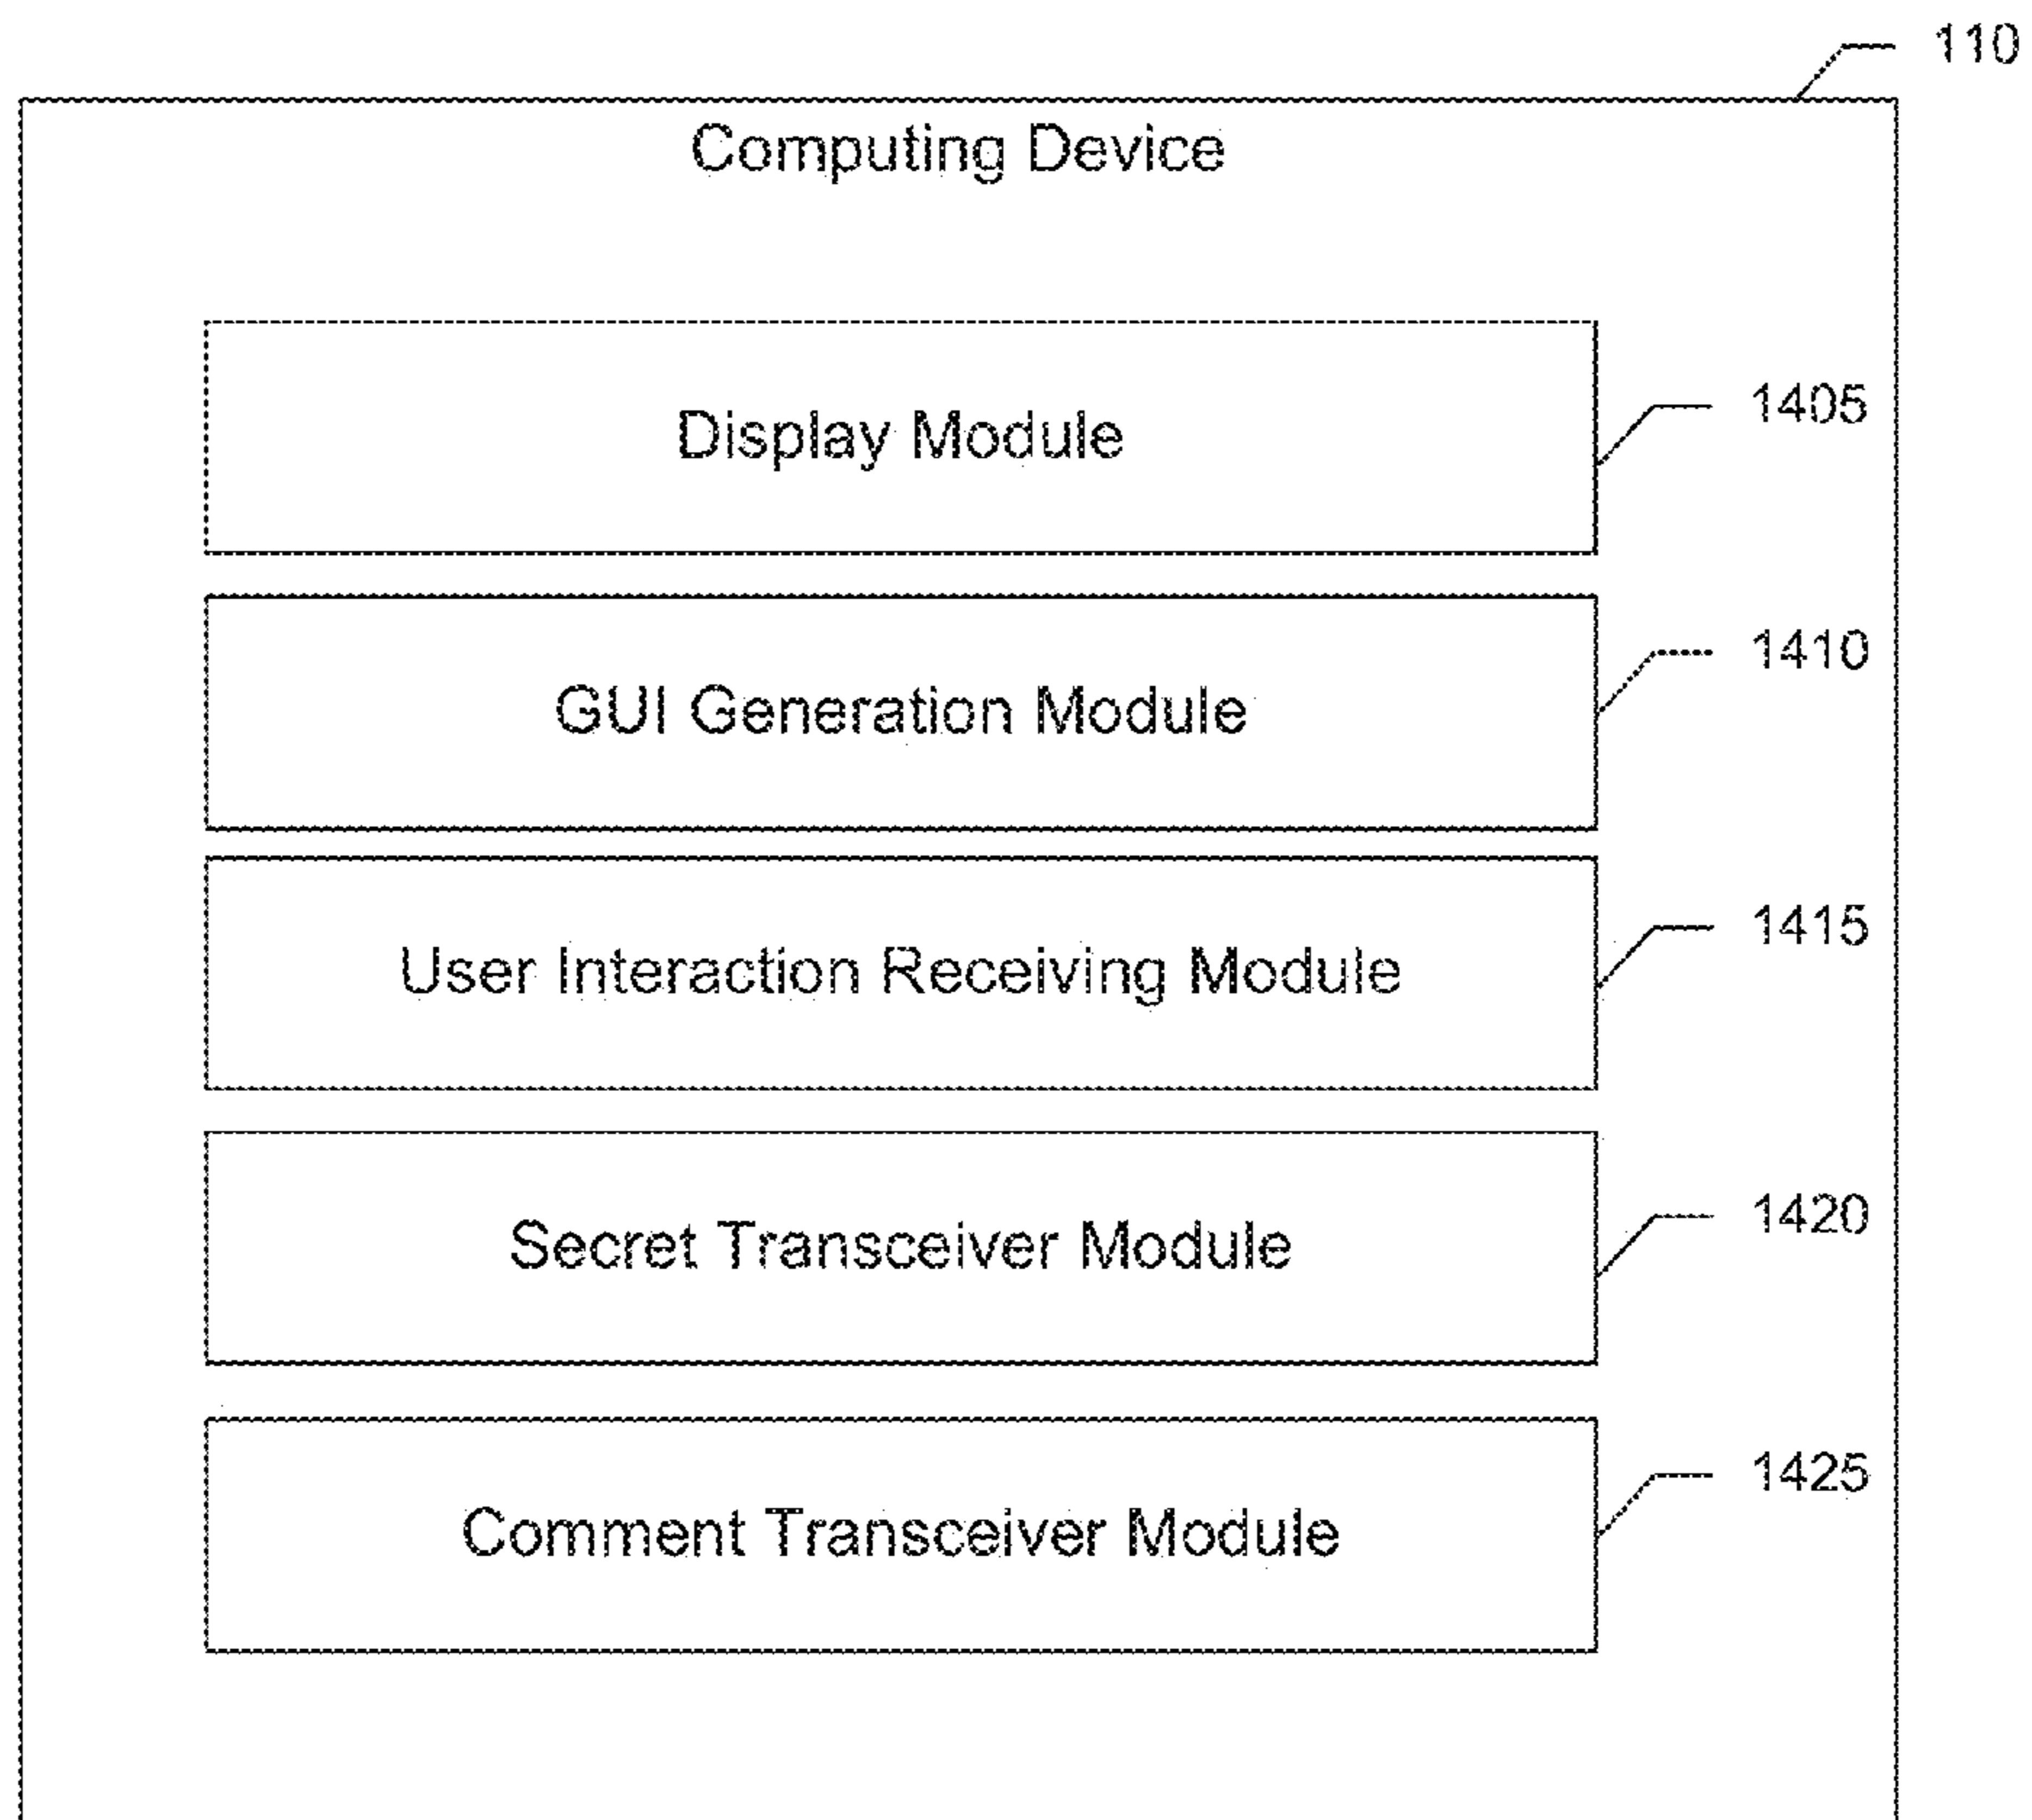 110
Computing Device
Display Module
1405
GUI Generation Module
1410
User Interaction Receiving Module
1415
Secret Transceiver Module
1420
Comment Transceiver Module
1425